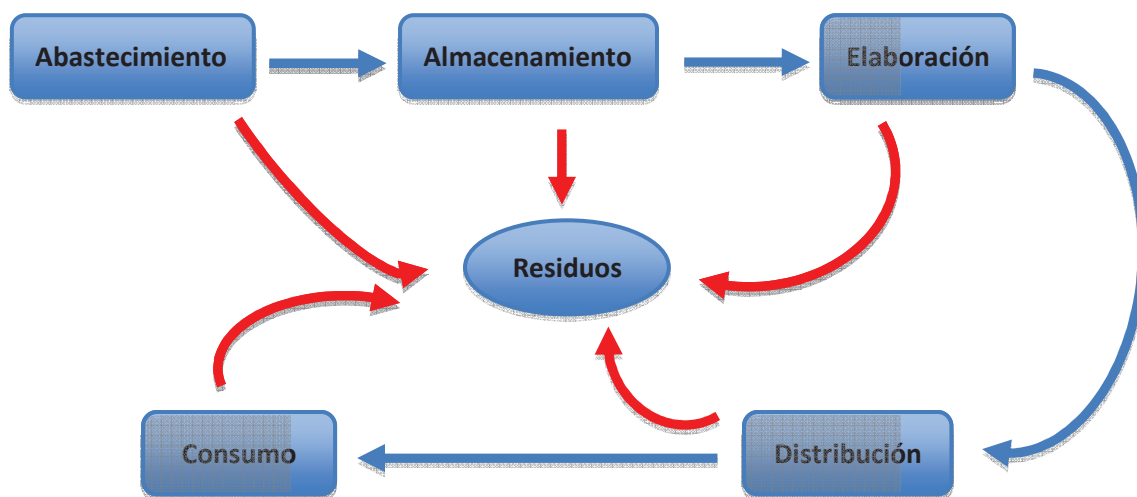 Abastecimiento
Almacenamiento
Elaboración
Residuos
Consumo
Distribución